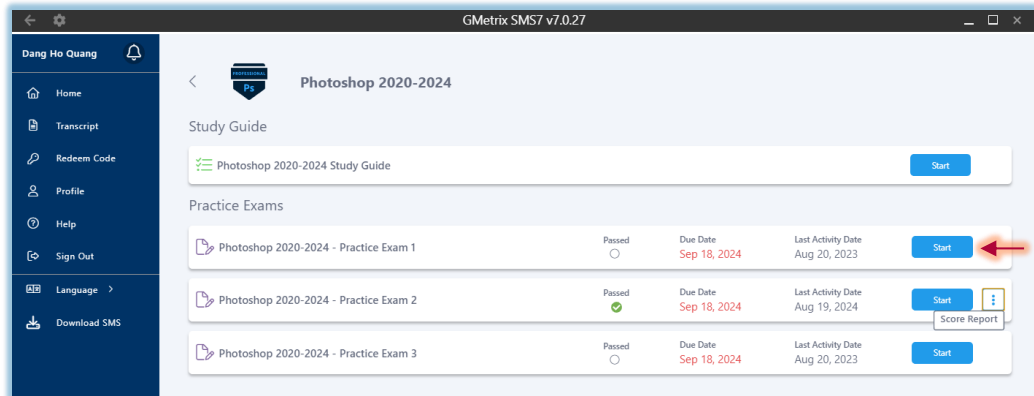 GMetrix SMS7 v7.0.27
Dang Ho Quang
Home
Transcript
Redeem Code
Profile
Help
Sign Out
Language
Download SMS
PROFESSIONAL
Ps
Photoshop 2020-2024
Study Guide
Photoshop 2020-2024 Study Guide
Start
Practice Exams
Photoshop 2020-2024 - Practice Exam 1
Passed
Due Date
Sep 18, 2024
Last Activity Date
Aug 20, 2023
Start
Photoshop 2020-2024 - Practice Exam 2
Passed
Due Date
Sep 18, 2024
Last Activity Date
Aug 19, 2024
Start
Score Report
Photoshop 2020-2024 - Practice Exam 3
Passed
Due Date
Sep 18, 2024
Last Activity Date
Aug 20, 2023
Start